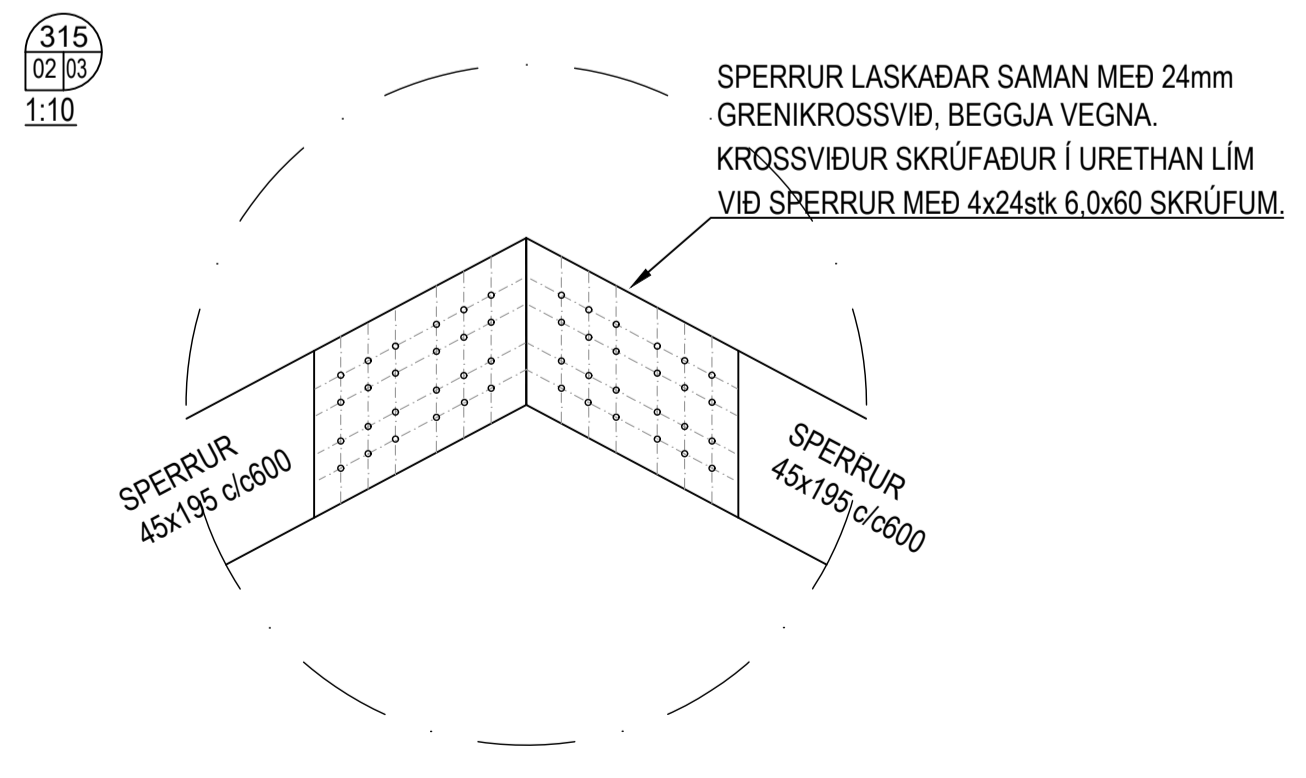 315
02 03
1:10
SPERRUR LASKAÐAR SAMAN MEÐ 24mm
GRENIKROSSVIÐ, BEGGJA VEGNA.
KROSSVIÐUR SKRÚFAÐUR Í URETHAN LÍM
VIÐ SPERRUR MEÐ 4x24stk 6,0x60 SKRÚFUM.
SPERRUR
45x195 c/c600
SPERRUR
45x195 c/c600